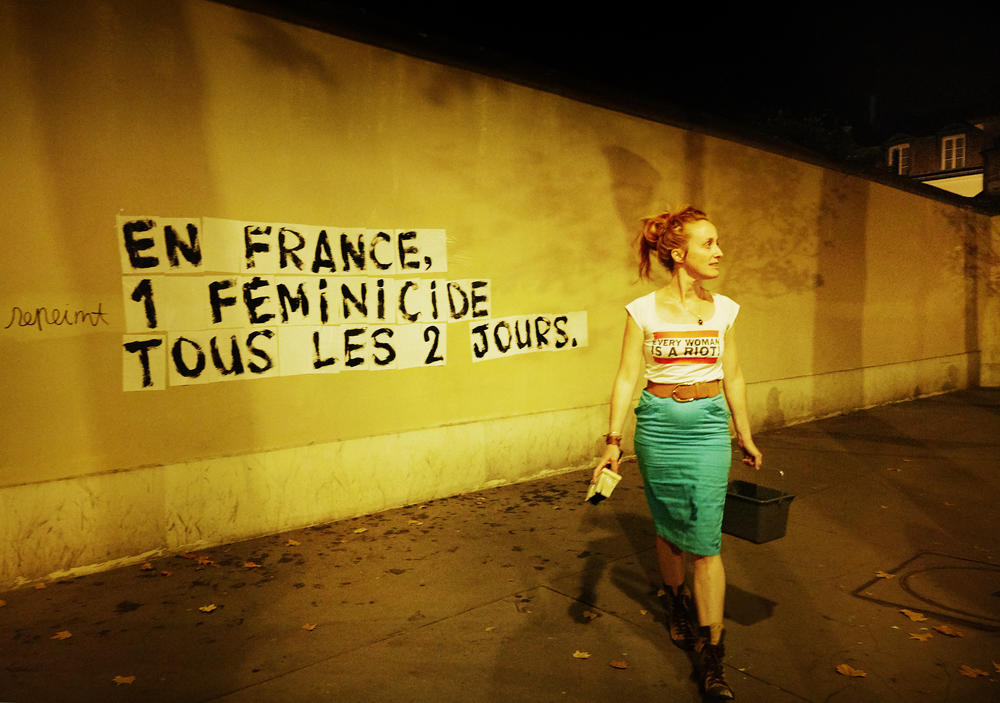 EN FRANCE,
1 FÉMINICIDE
TOUS LES 2 JOURS.
repeint
EVERY WOMAN
IS A RIOT